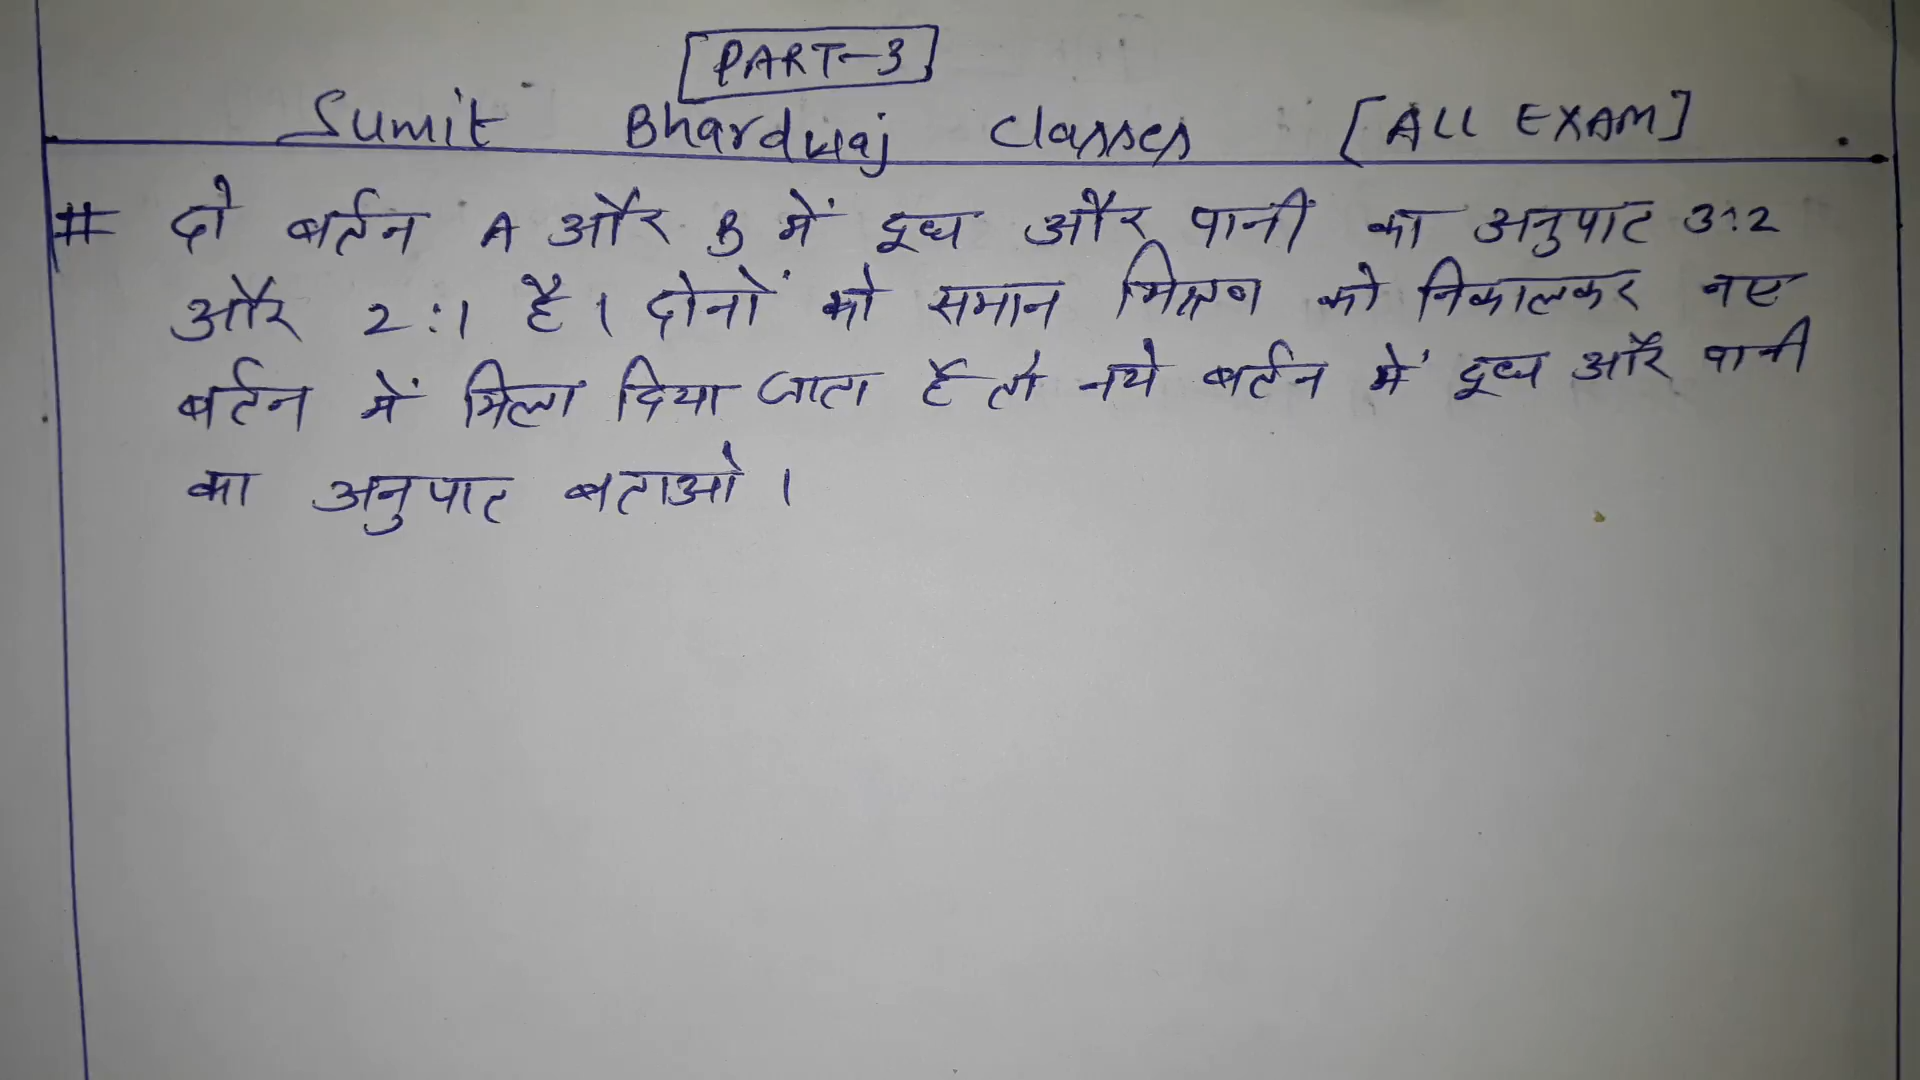 [PART-3]
Sumit Bhardwaj Classes [ALL EXAM]
# दो बर्तन A और B में दूध और पानी का अनुपात 3:2
और 2:1 है। दोनों को समान मिश्रण को निकालकर नए
बर्तन में मिला दिया जाता है तो नये बर्तन में दूध और पानी
का अनुपात बताओ।